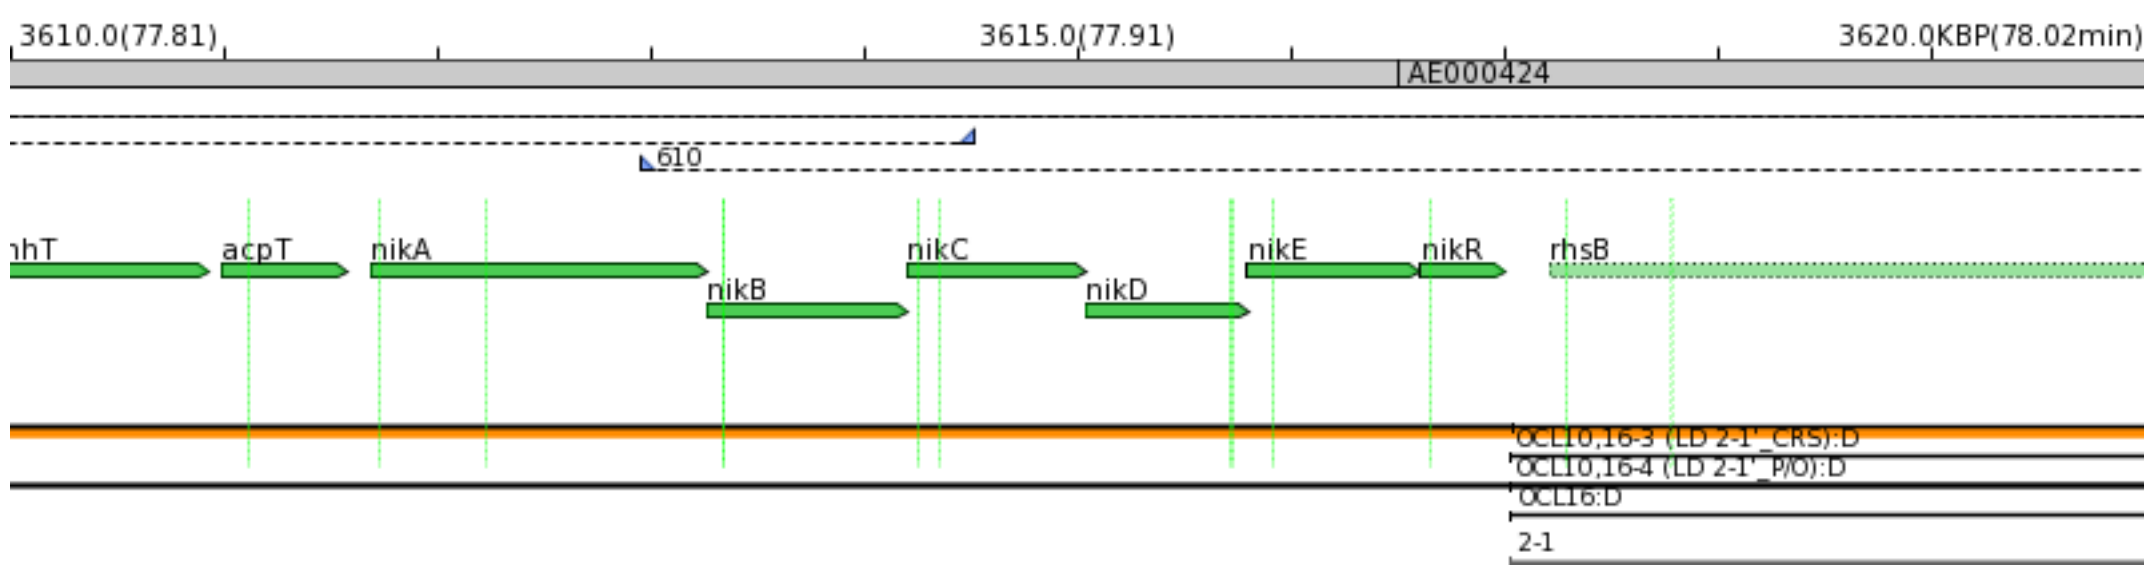 3610.0(77.81) 3615.0(77.91) 3620.0KBP(78.02min)
AE000424
610
hhT acpT nikA nikC nikE nikR rhsB
nikB nikD
OCL10,16-3 (LD 2-1'_CRS):D
OCL10,16-4 (LD 2-1'_P/O):D
OCL16:D
2-1